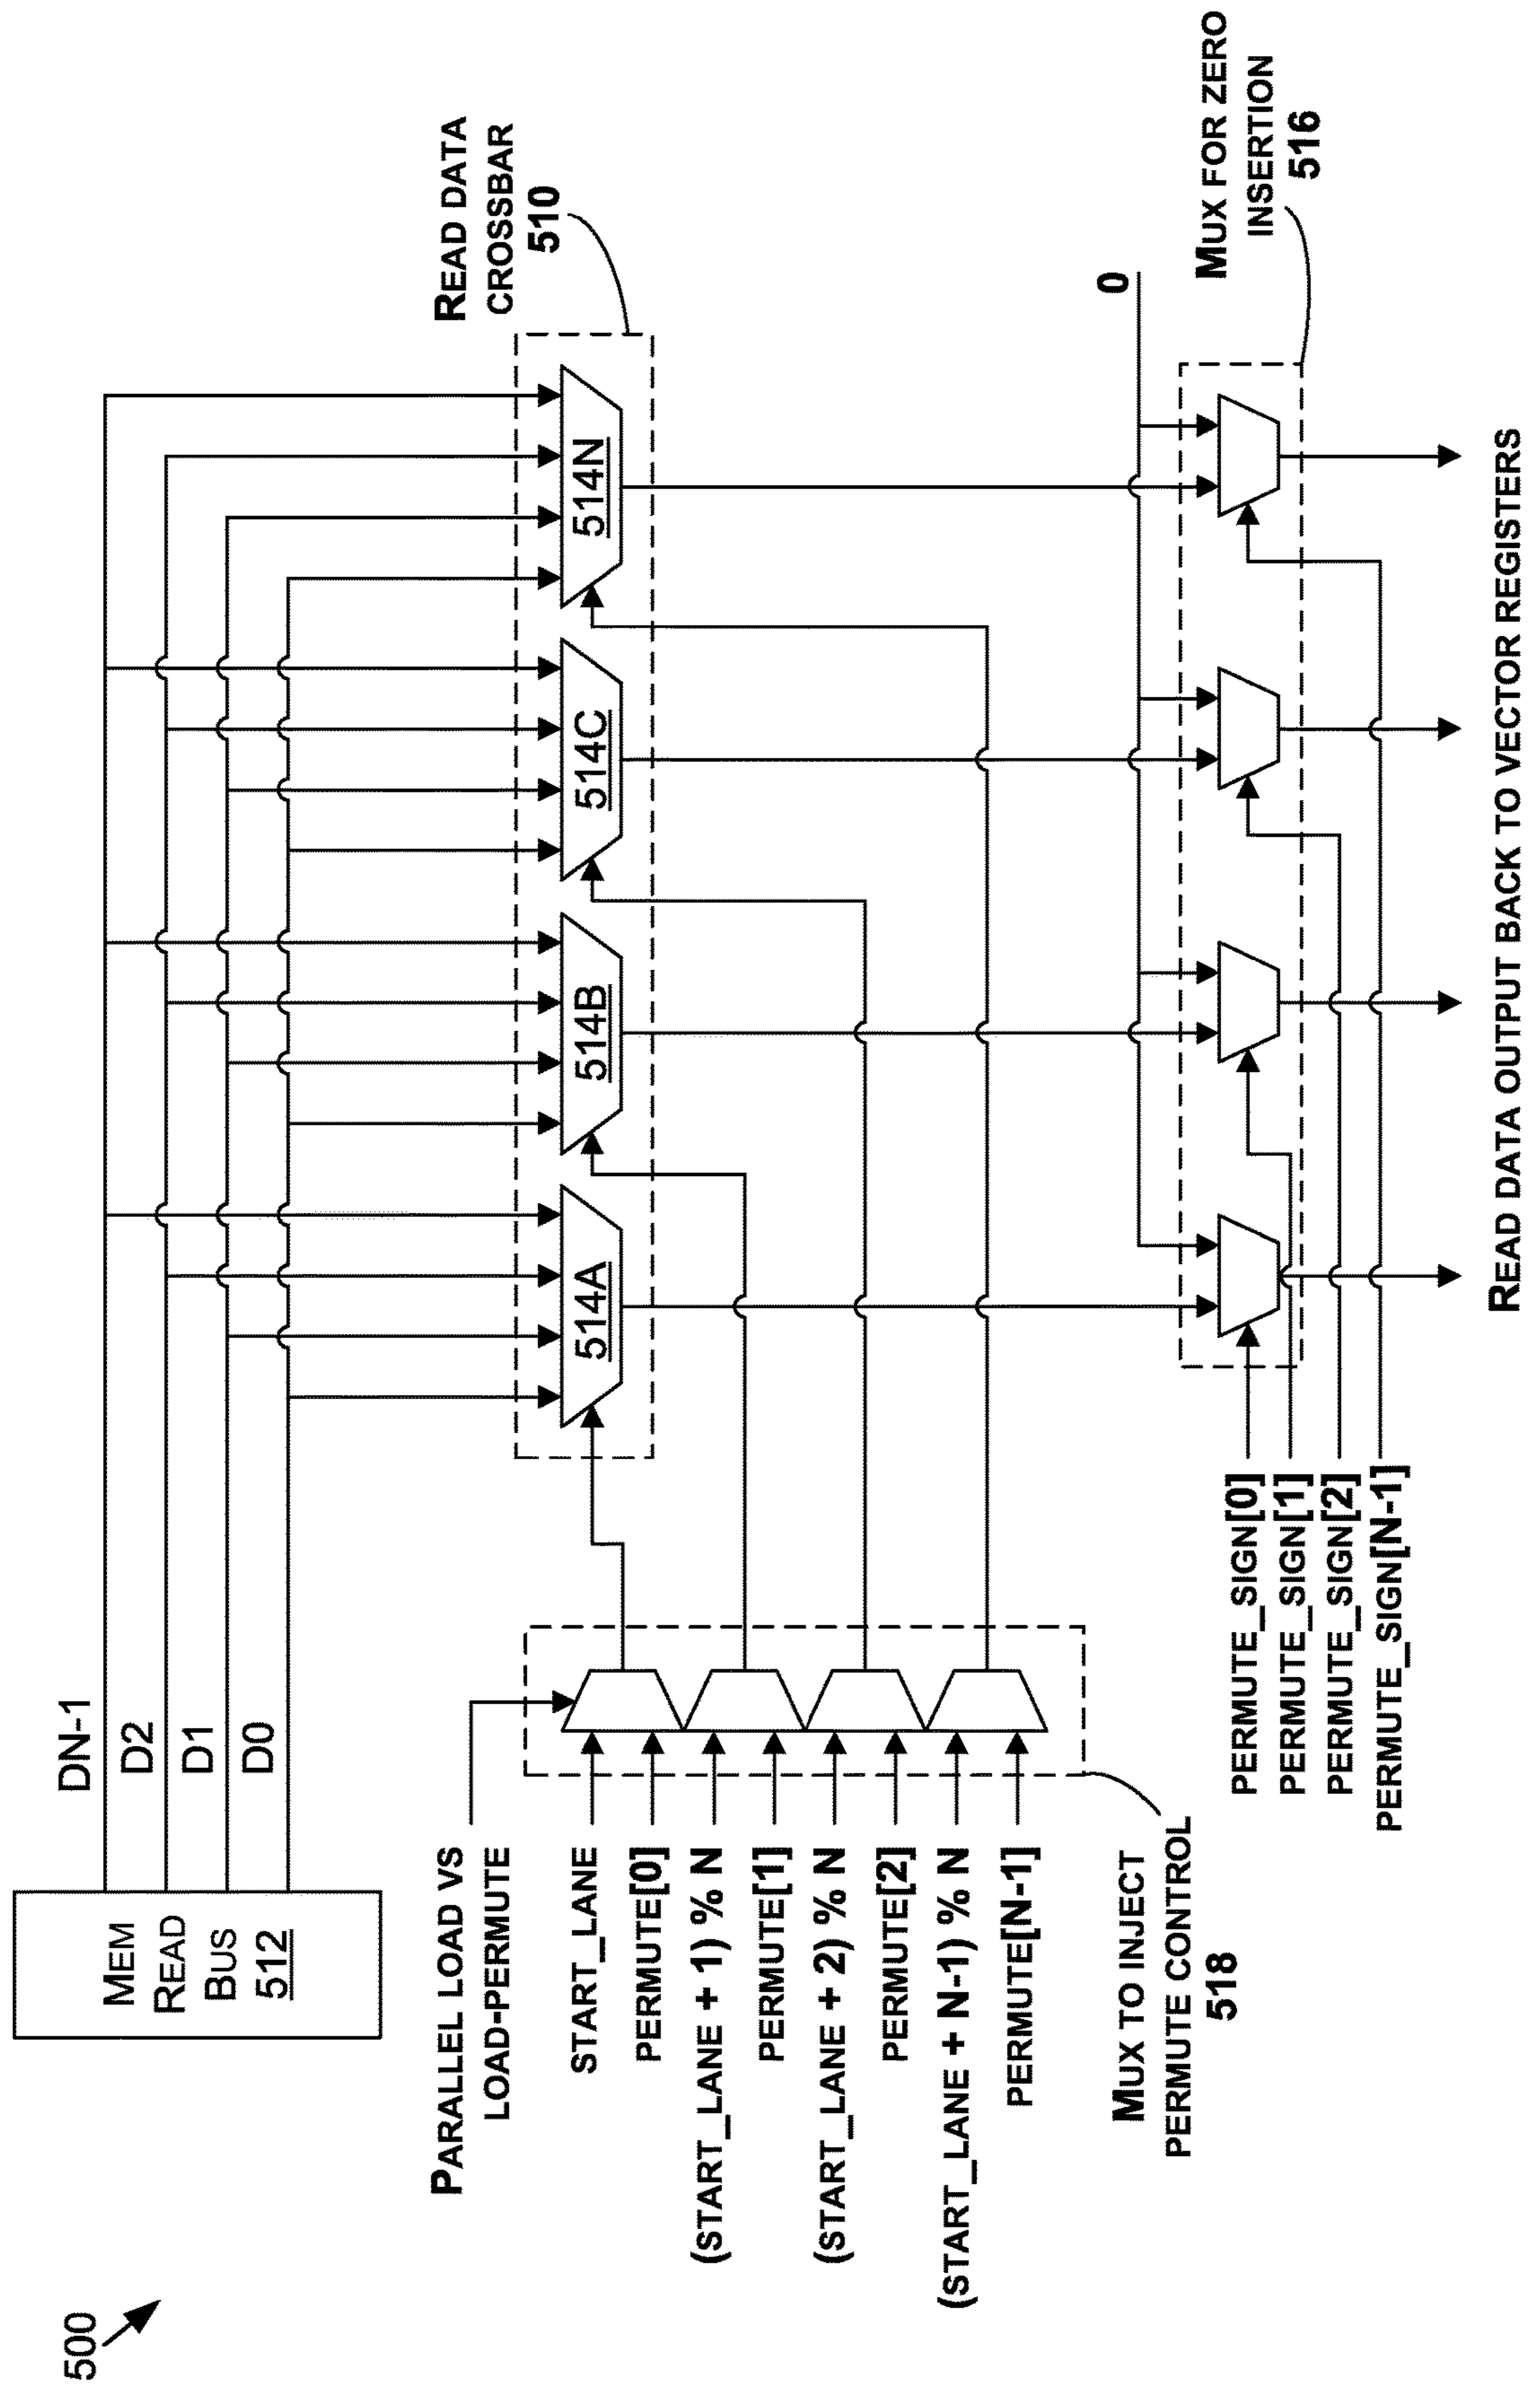 500
MEM
READ
BUS
512
DN-1
D2
D1
D0
READ DATA
CROSSBAR
510
514A
514B
514C
514N
PARALLEL LOAD VS
LOAD-PERMUTE
START_LANE
PERMUTE[0]
(START_LANE + 1) % N
PERMUTE[1]
(START_LANE + 2) % N
PERMUTE[2]
(START_LANE + N-1) % N
PERMUTE[N-1]
MUX TO INJECT
PERMUTE CONTROL
518
0
MUX FOR ZERO
INSERTION
516
PERMUTE_SIGN[0]
PERMUTE_SIGN[1]
PERMUTE_SIGN[2]
PERMUTE_SIGN[N-1]
READ DATA OUTPUT BACK TO VECTOR REGISTERS